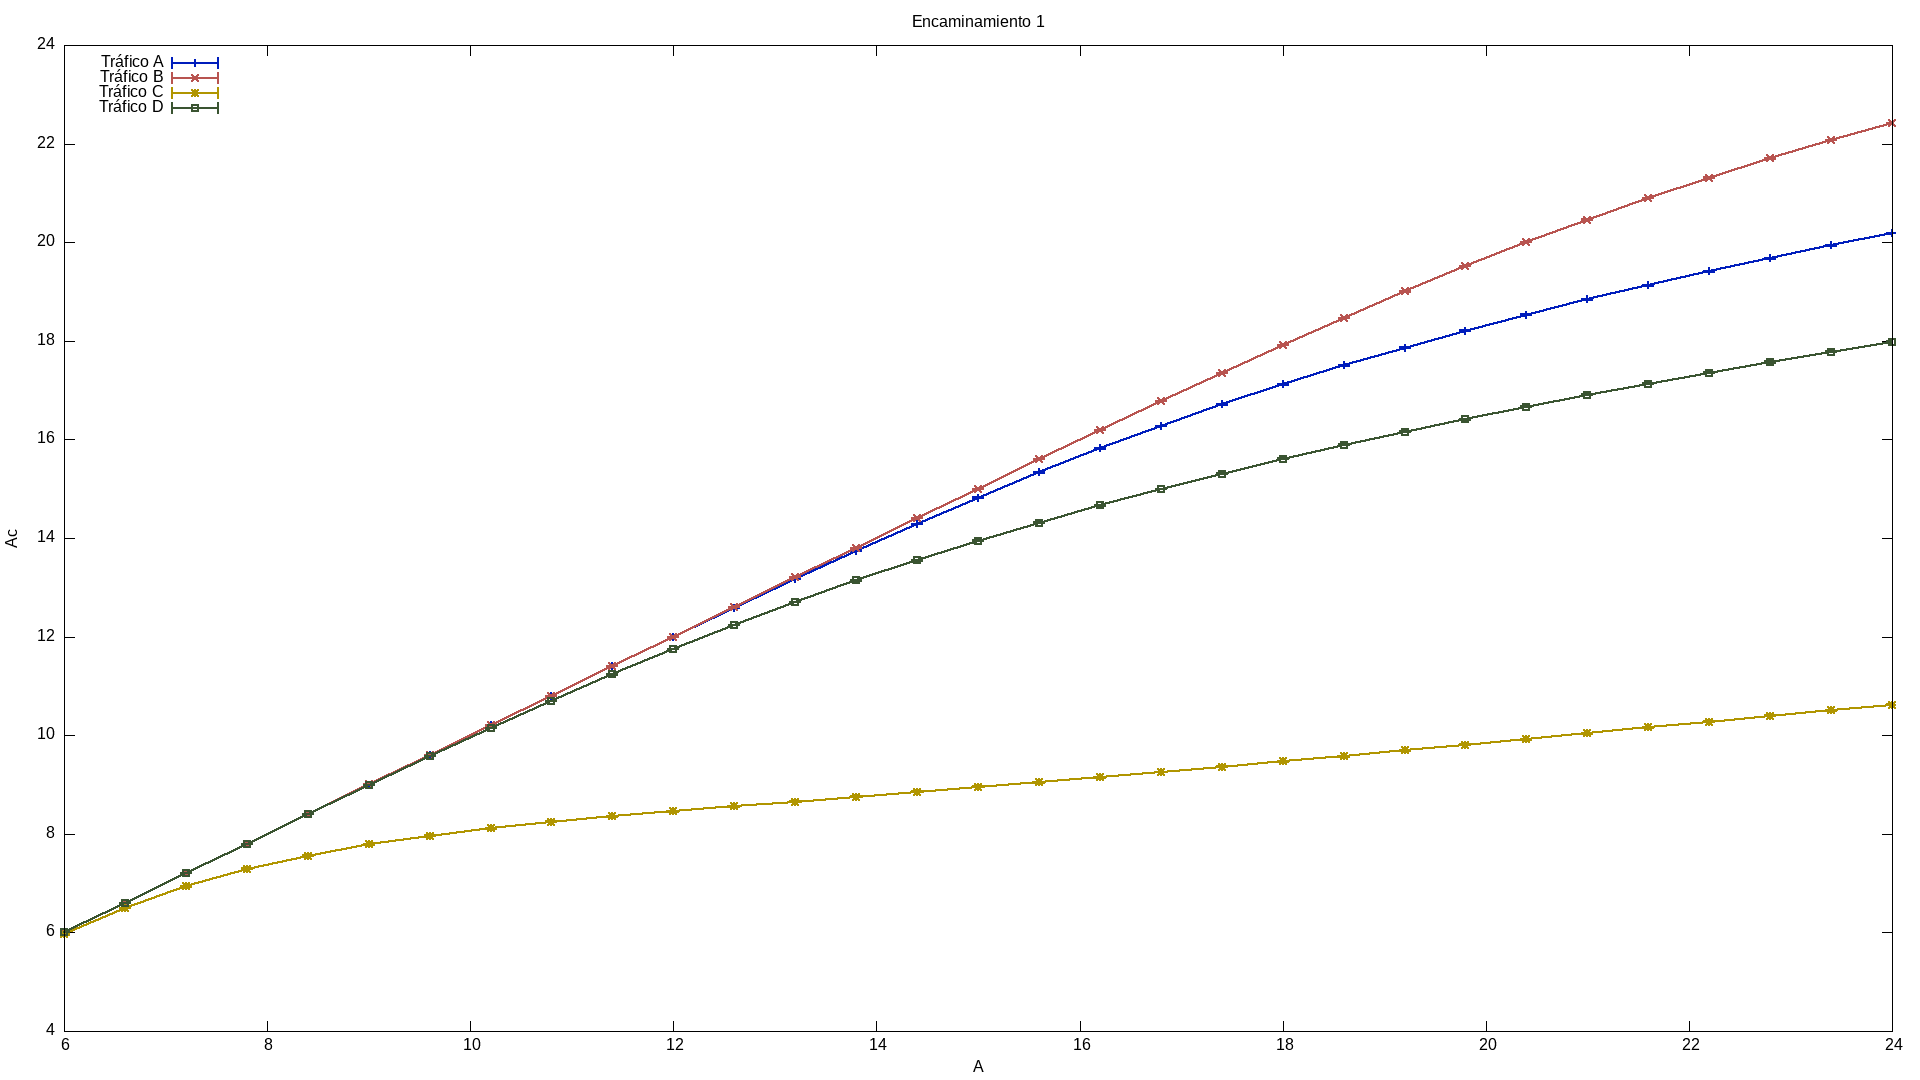 Encaminamiento 1
Tráfico A
Tráfico B
Tráfico C
Tráfico D
24
22
20
18
16
14
12
10
8
6
4
Ac
6 8 10 12 14 16 18 20 22 24
A